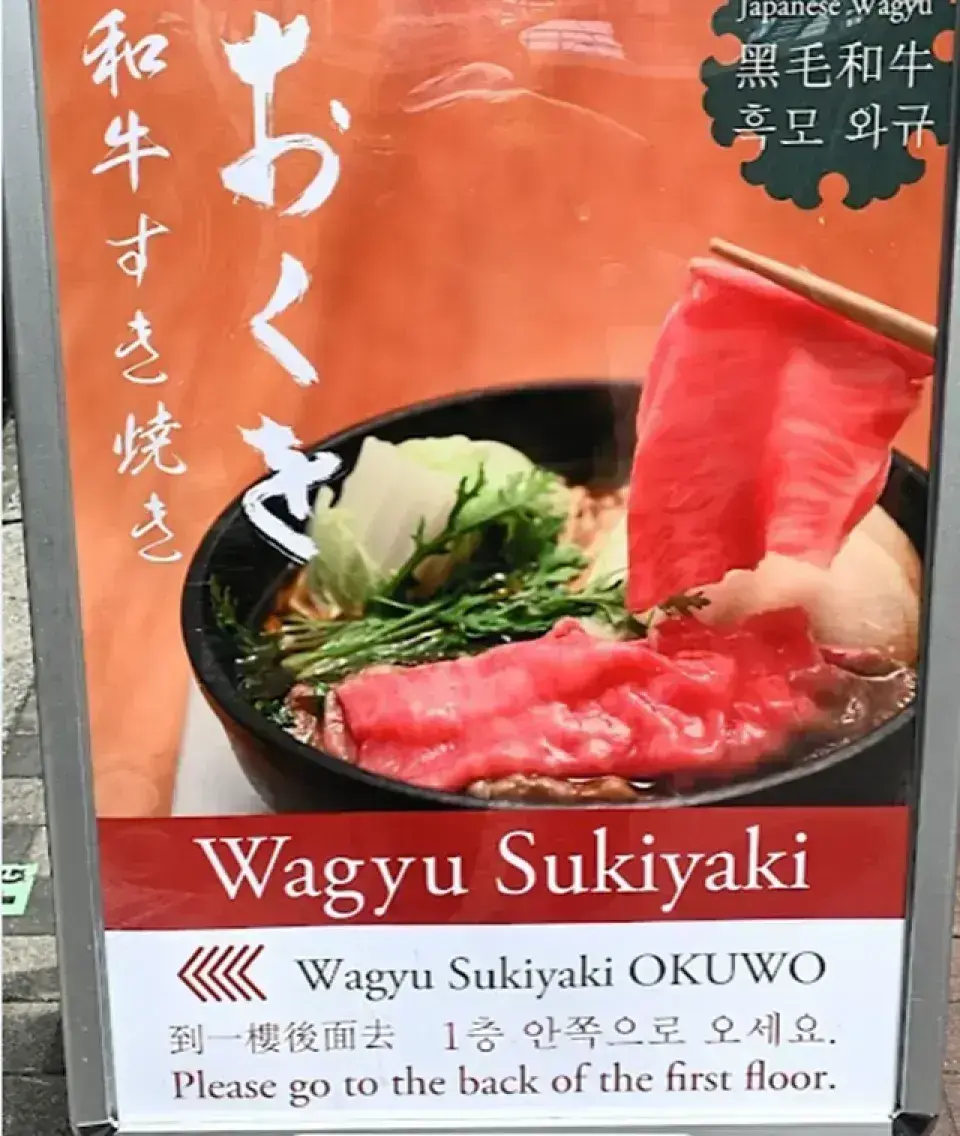 おくを
和牛すき焼き
Japanese Wagyu
黑毛和牛
흑모 와규
Wagyu Sukiyaki
Wagyu Sukiyaki OKUWO
到一樓後面去 1층 안쪽으로 오세요.
Please go to the back of the first floor.